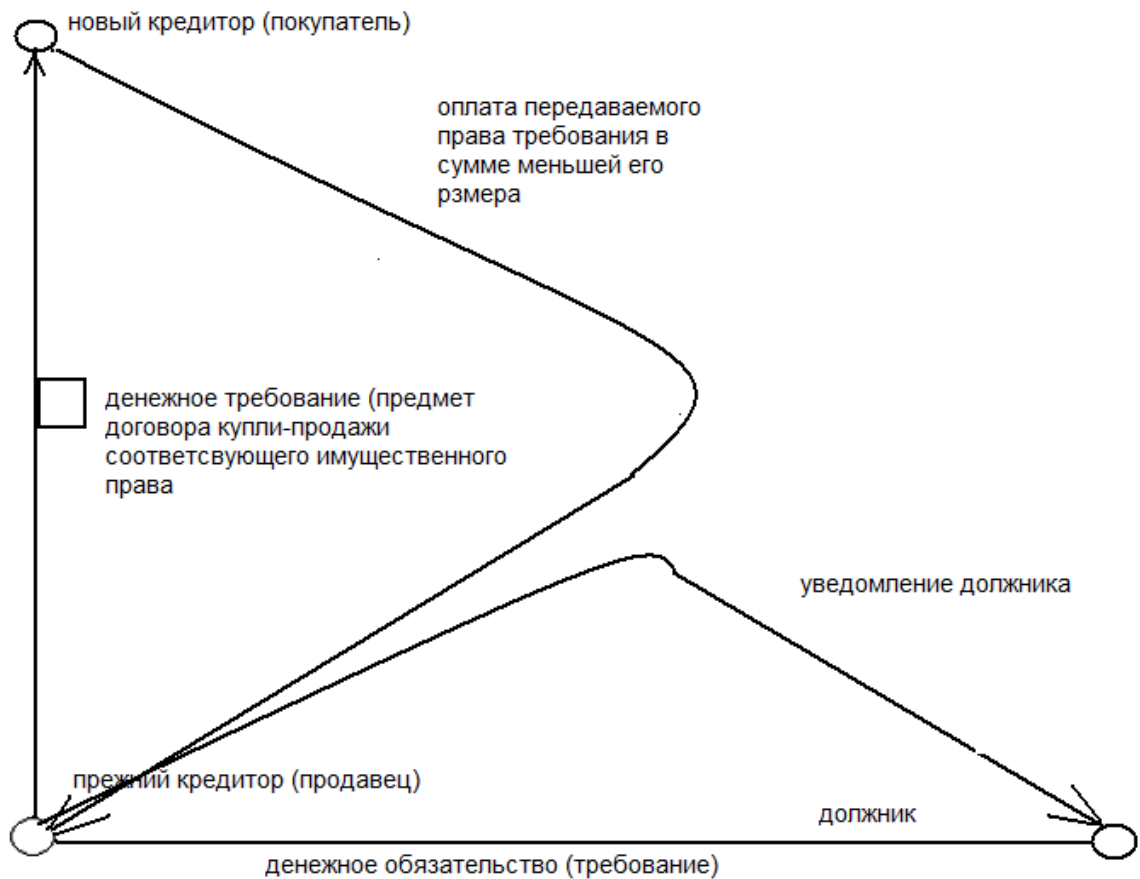 новый кредитор (покупатель)
оплата передаваемого
права требования в
сумме меньшей его
рзмера
денежное требование (предмет
договора купли-продажи
соответсвующего имущественного
права
уведомление должника
прежний кредитор (продавец)
должник
денежное обязательство (требование)